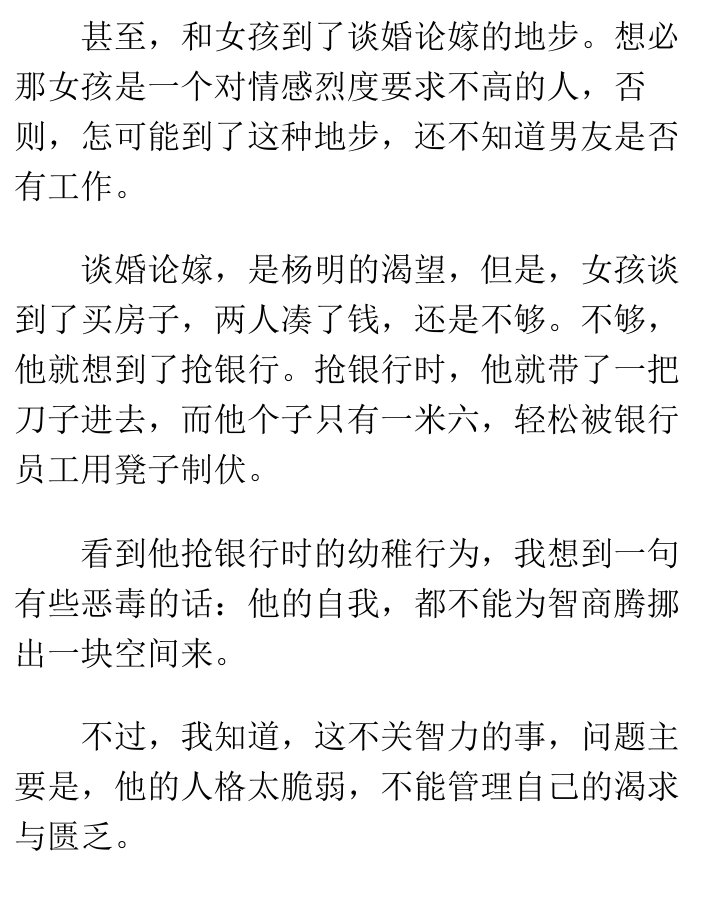 甚至，和女孩到了谈婚论嫁的地步。想必
那女孩是一个对情感烈度要求不高的人，否
则，怎可能到了这种地步，还不知道男友是否
有工作。
谈婚论嫁，是杨明的渴望，但是，女孩谈
到了买房子，两人凑了钱，还是不够。不够，
他就想到了抢银行。抢银行时，他就带了一把
刀子进去，而他个子只有一米六，轻松被银行
员工用凳子制伏。
看到他抢银行时的幼稚行为，我想到一句
有些恶毒的话：他的自我，都不能为智商腾挪
出一块空间来。
不过，我知道，这不关智力的事，问题主
要是，他的人格太脆弱，不能管理自己的渴求
与匮乏。